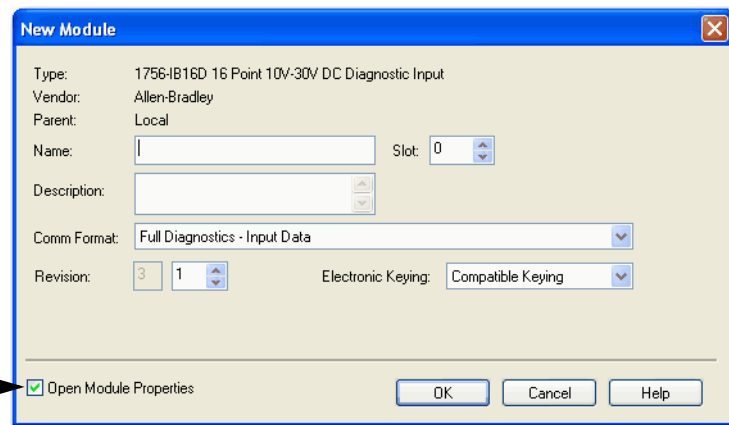 New Module
Type: 1756-IB16D 16 Point 10V-30V DC Diagnostic Input
Vendor: Allen-Bradley
Parent: Local
Name: Slot: 0
Description:
Comm Format: Full Diagnostics - Input Data
Revision: 3 1 Electronic Keying: Compatible Keying
Open Module Properties OK Cancel Help